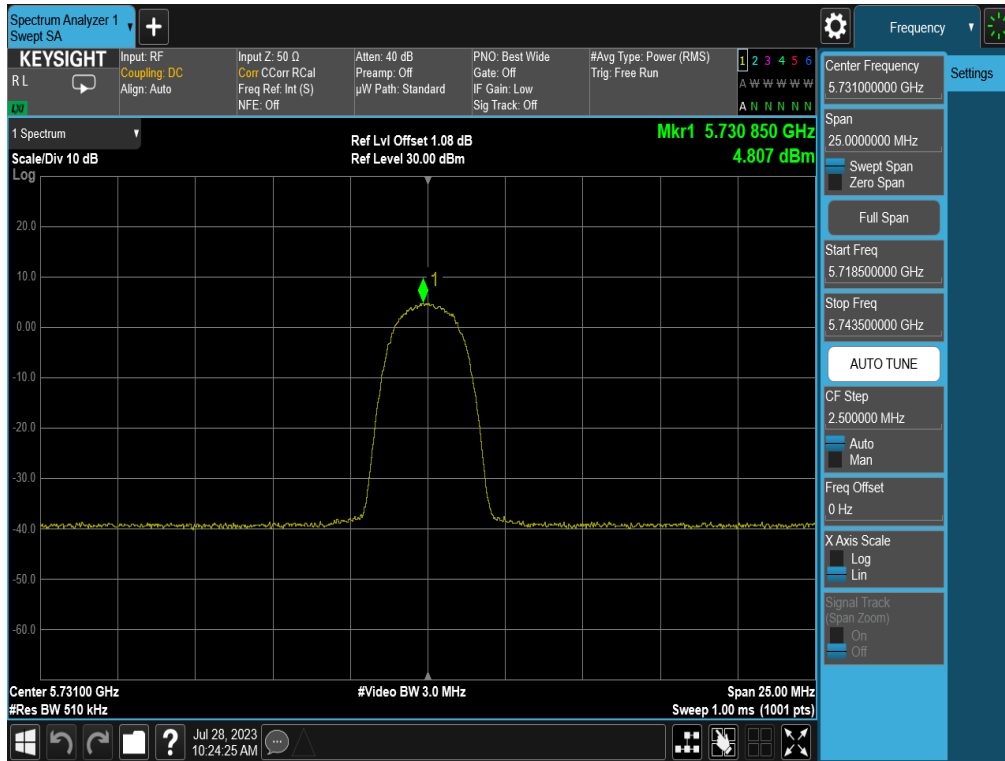 Spectrum Analyzer 1
Swept SA
Frequency
KEYSIGHT
R L
LXI
Input: RF
Coupling: DC
Align: Auto
Input Z: 50 Ω
Corr CCorr RCal
Freq Ref: Int (S)
NFE: Off
Atten: 40 dB
Preamp: Off
µW Path: Standard
PNO: Best Wide
Gate: Off
IF Gain: Low
Sig Track: Off
#Avg Type: Power (RMS)
Trig: Free Run
1 2 3 4 5 6
A W W W W W
A N N N N N
1 Spectrum
Scale/Div 10 dB
Log
Ref Lvl Offset 1.08 dB
Ref Level 30.00 dBm
Mkr1 5.730 850 GHz
4.807 dBm
20.0
10.0
0.00
-10.0
-20.0
-30.0
-40.0
-50.0
-60.0
1
Center 5.73100 GHz
#Res BW 510 kHz
#Video BW 3.0 MHz
Span 25.00 MHz
Sweep 1.00 ms (1001 pts)
Center Frequency
5.731000000 GHz
Settings
Span
25.0000000 MHz
Swept Span
Zero Span
Full Span
Start Freq
5.718500000 GHz
Stop Freq
5.743500000 GHz
AUTO TUNE
CF Step
2.500000 MHz
Auto
Man
Freq Offset
0 Hz
X Axis Scale
Log
Lin
Signal Track
(Span Zoom)
On
Off
?
Jul 28, 2023
10:24:25 AM